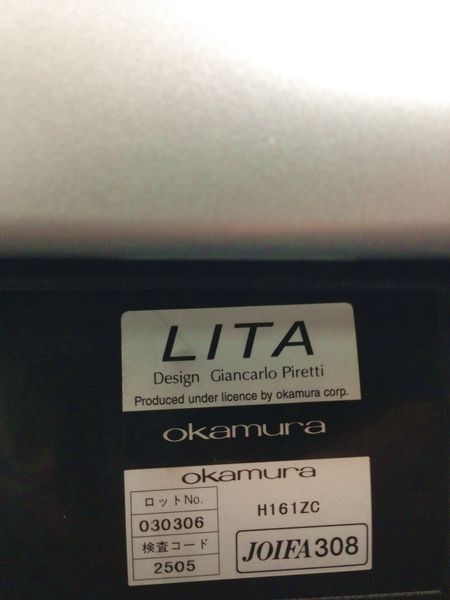 LITA
Design Giancarlo Piretti
Produced under licence by okamura corp.
okamura
okamura
ロットNo.
030306
検査コード
2505
H161ZC
JOIFA308